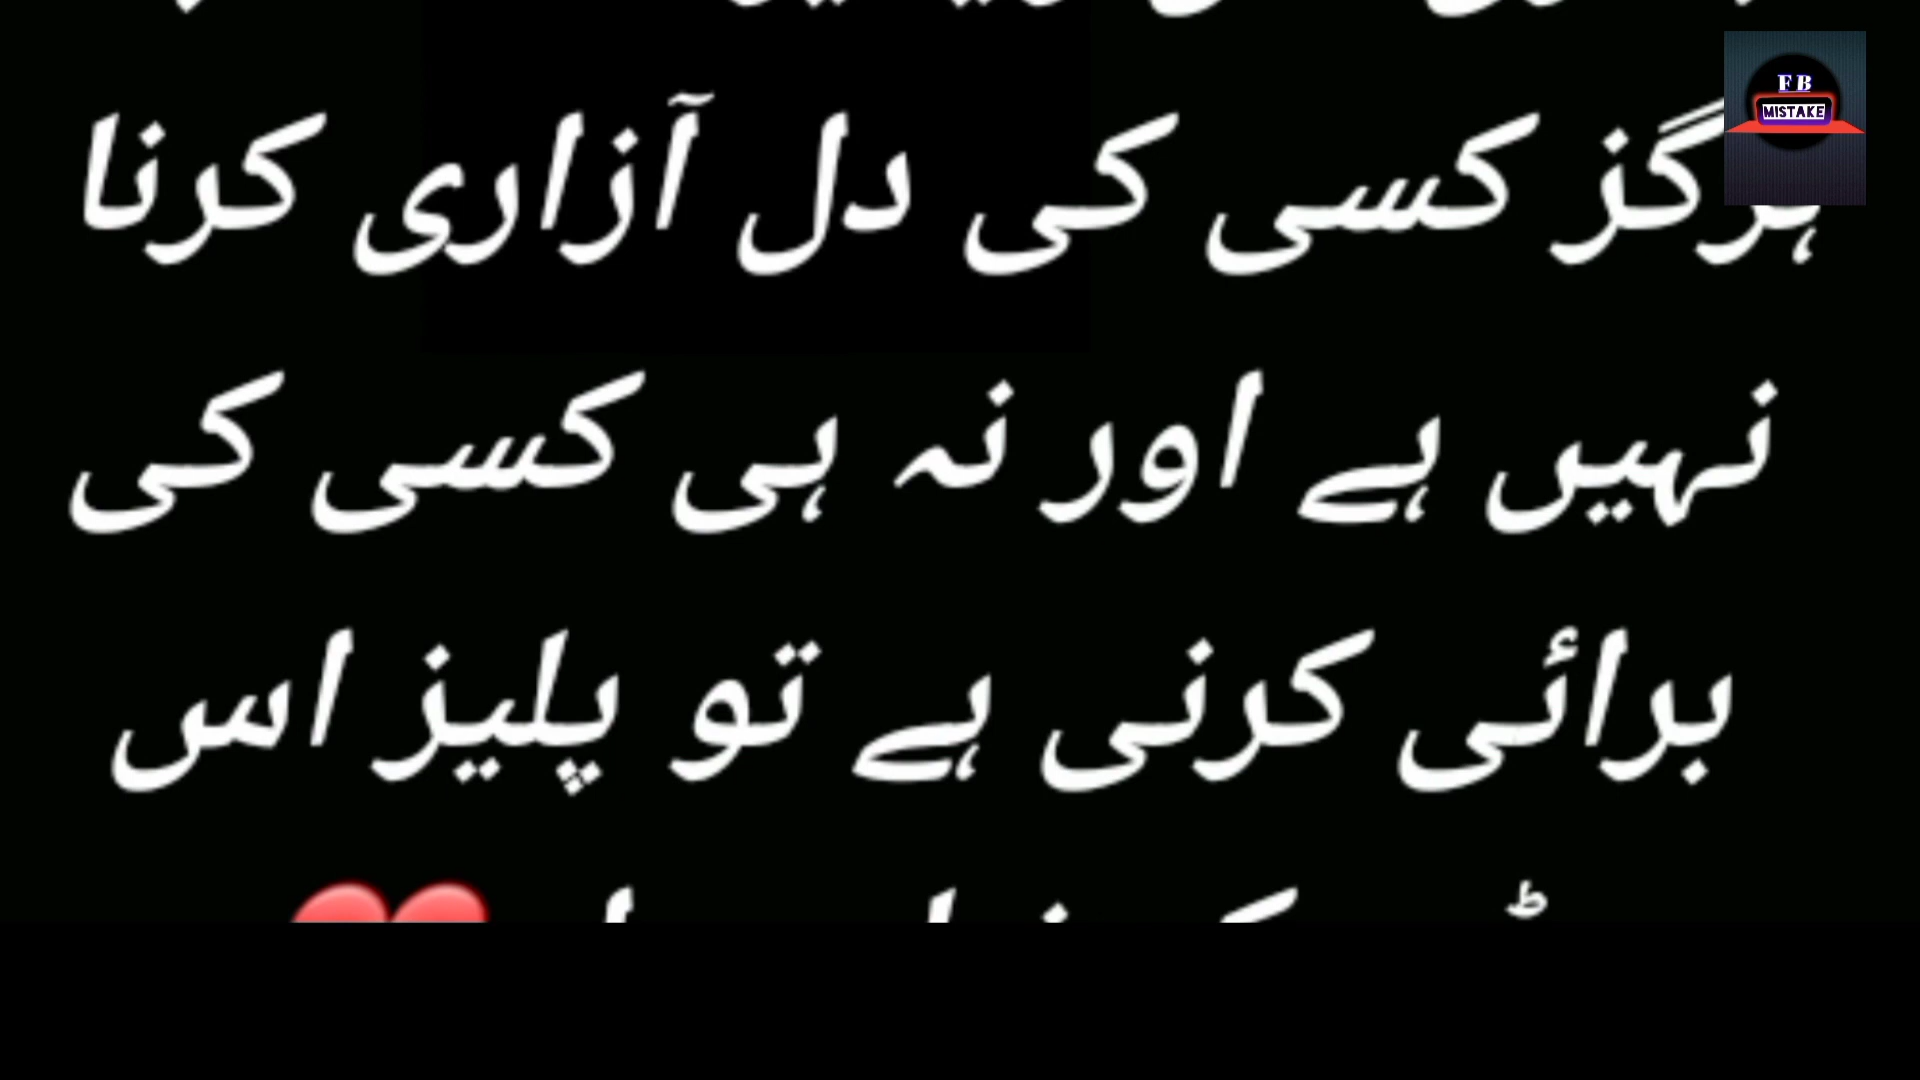 FB
MISTAKE
ہرگز کسی کی دل آزاری کرنا
نہیں ہے اور نہ ہی کسی کی
برائی کرنی ہے تو پلیز اس